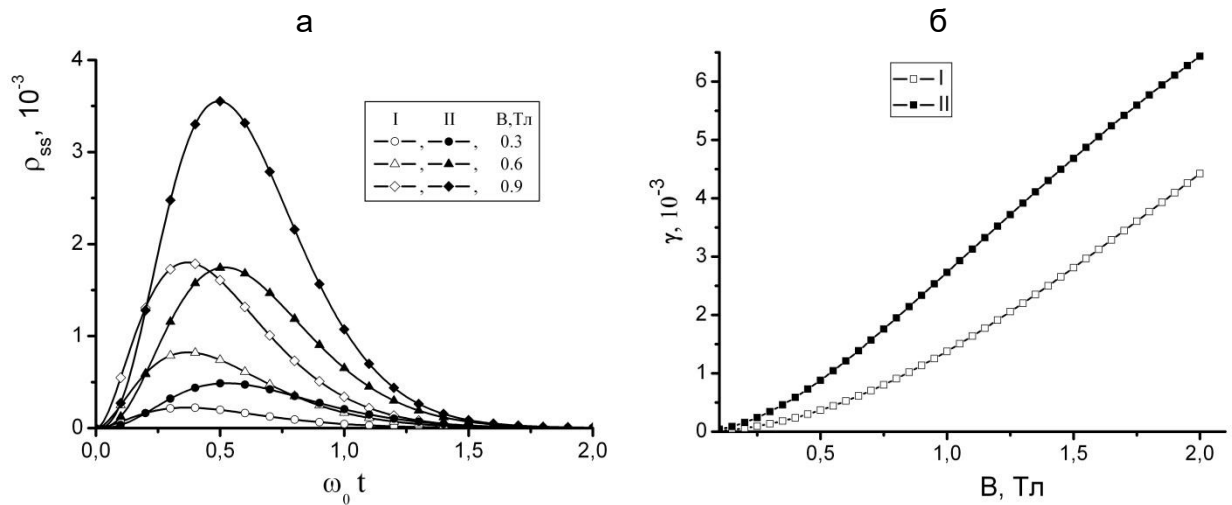 а
б
ρss, 10⁻³
4
3
2
1
0
I II В,Тл
, , 0.3
, , 0.6
, , 0.9
0,0 0,5 1,0 1,5 2,0
ω₀ t
γ, 10⁻³
6
5
4
3
2
1
0
I
II
0,5 1,0 1,5 2,0
В, Тл